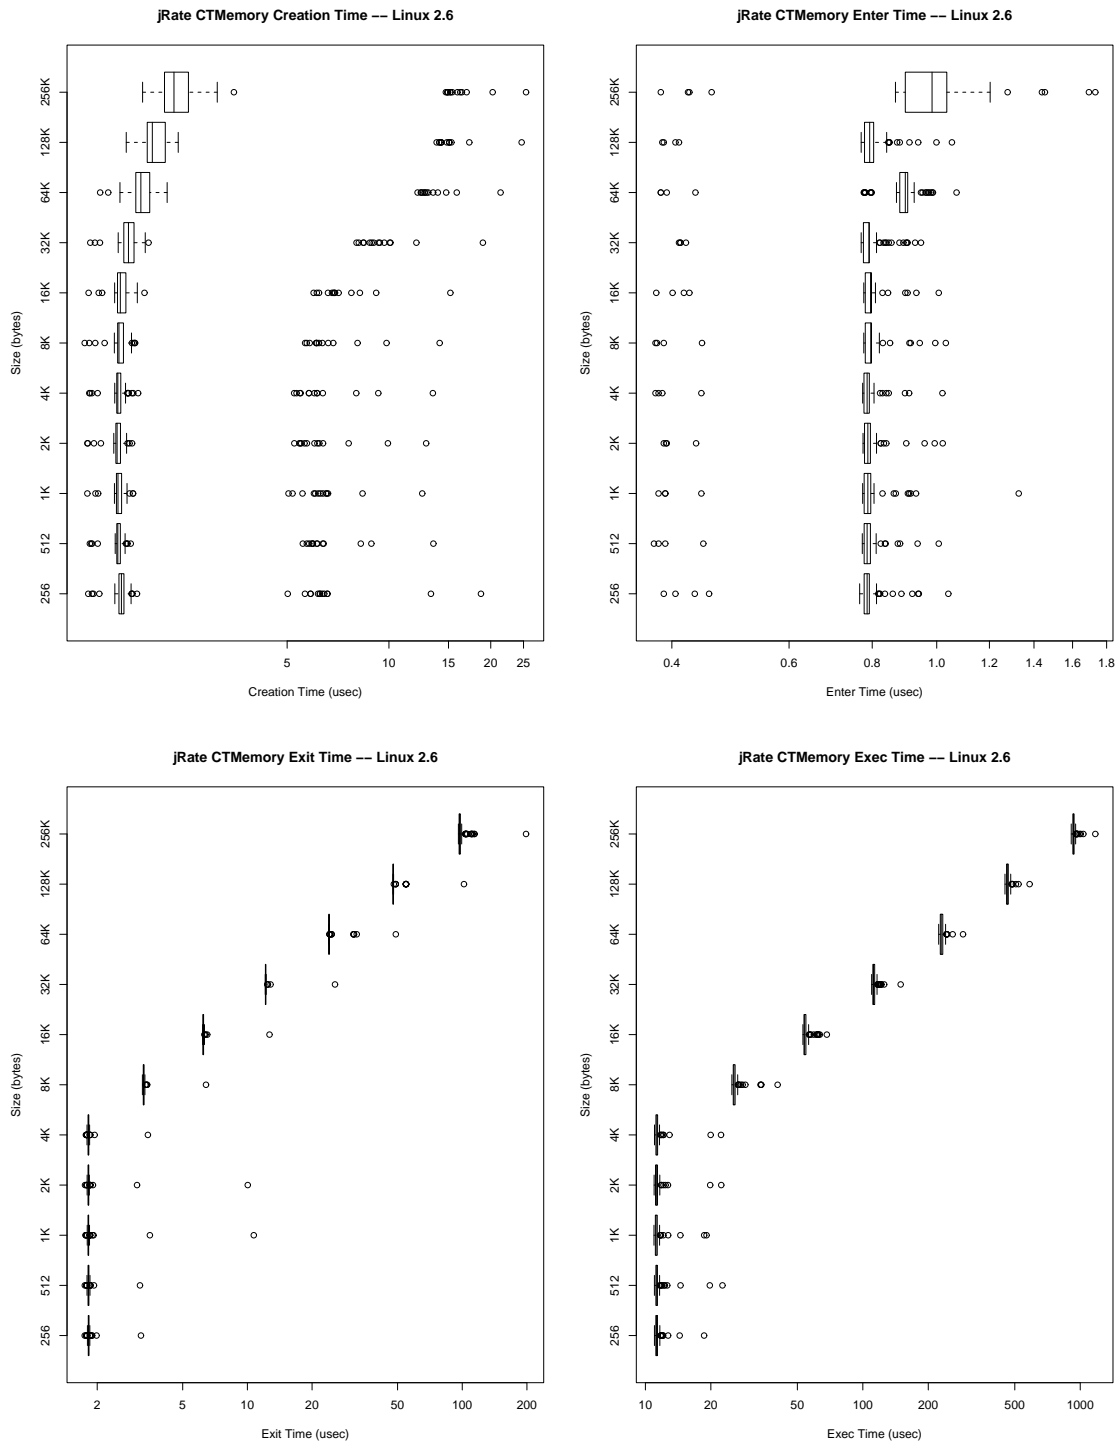 jRate CTMemory Creation Time −− Linux 2.6
Size (bytes)
256K
128K
64K
32K
16K
8K
4K
2K
1K
512
256
5 10 15 20 25
Creation Time (usec)
jRate CTMemory Enter Time −− Linux 2.6
Size (bytes)
256K
128K
64K
32K
16K
8K
4K
2K
1K
512
256
0.4 0.6 0.8 1.0 1.2 1.4 1.6 1.8
Enter Time (usec)
jRate CTMemory Exit Time −− Linux 2.6
Size (bytes)
256K
128K
64K
32K
16K
8K
4K
2K
1K
512
256
2 5 10 20 50 100 200
Exit Time (usec)
jRate CTMemory Exec Time −− Linux 2.6
Size (bytes)
256K
128K
64K
32K
16K
8K
4K
2K
1K
512
256
10 20 50 100 200 500 1000
Exec Time (usec)